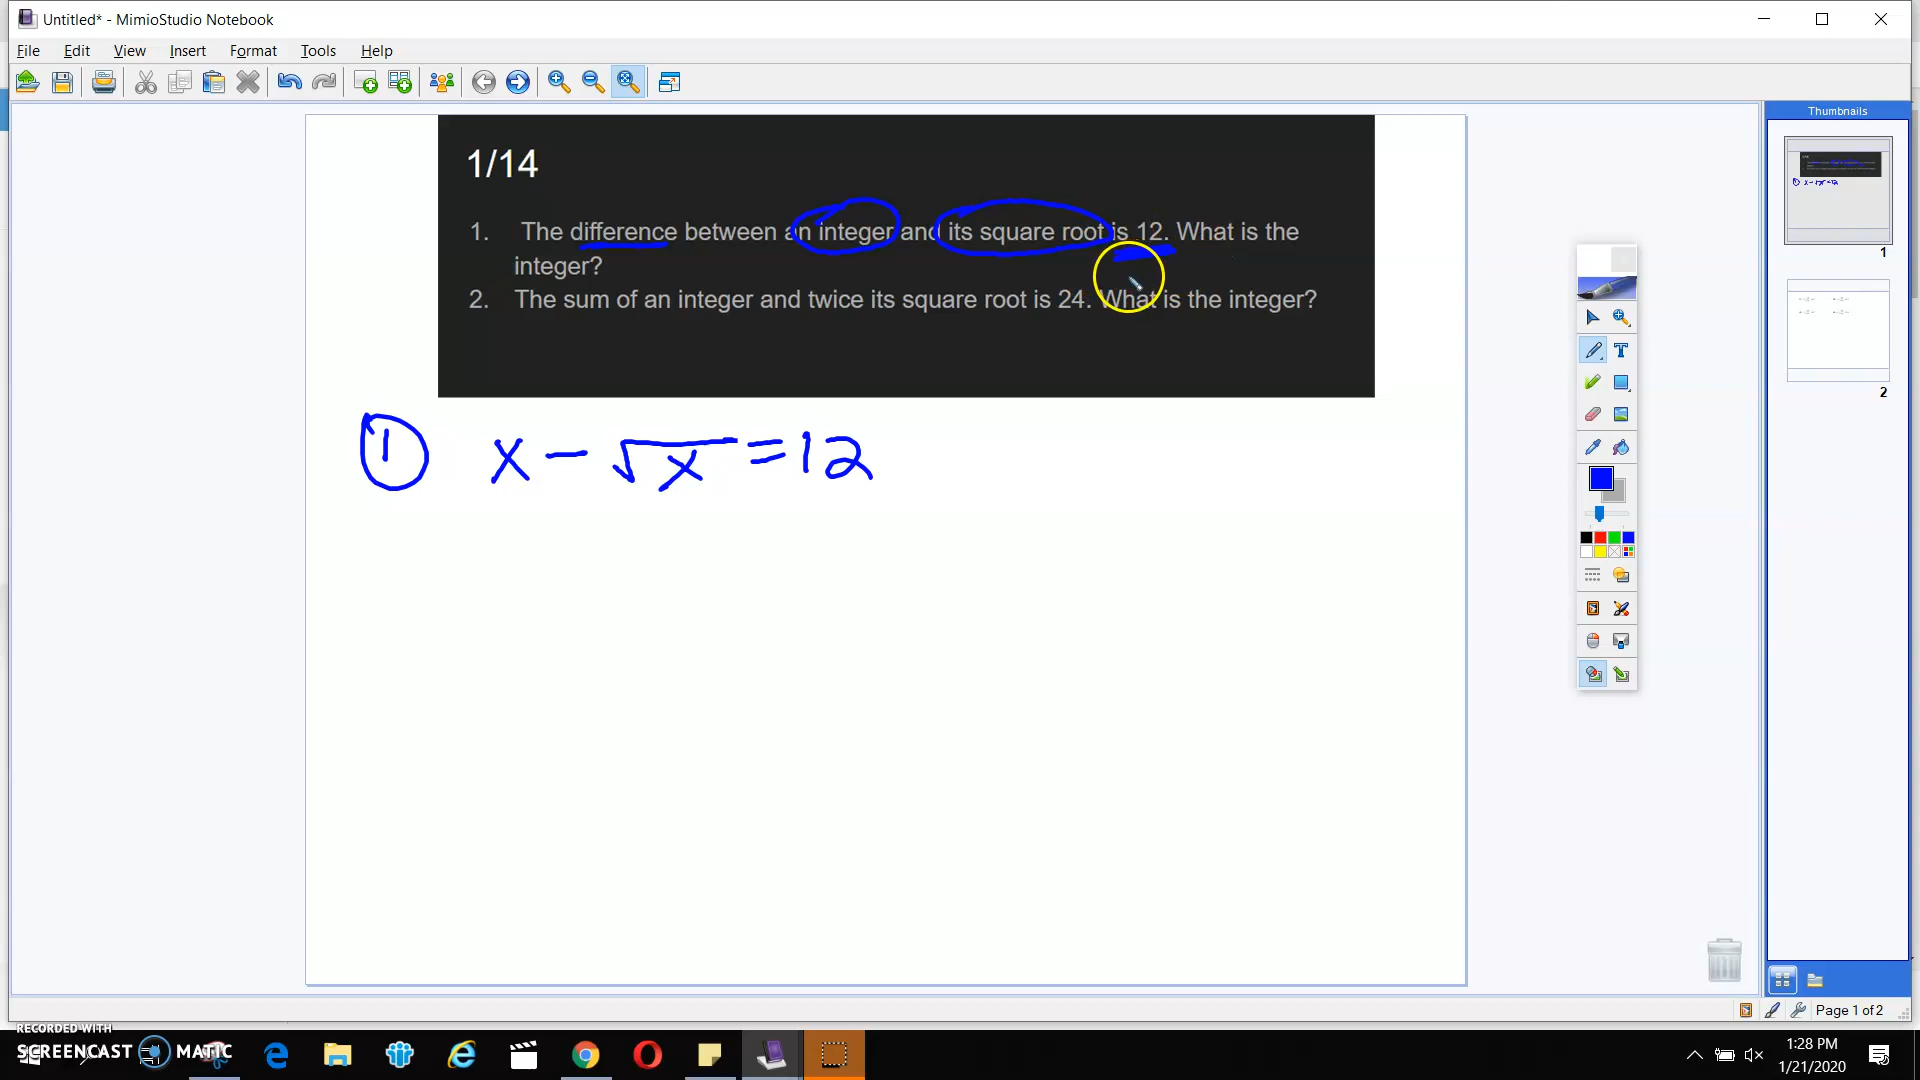 Untitled* - MimioStudio Notebook
File Edit View Insert Format Tools Help
Thumbnails
1/14
1. The difference between an integer and its square root is 12. What is the
integer?
2. The sum of an integer and twice its square root is 24. What is the integer?
1 x - √x = 12
1
2
T
Page 1 of 2
RECORDED WITH
SCREENCAST MATIC
1:28 PM
1/21/2020